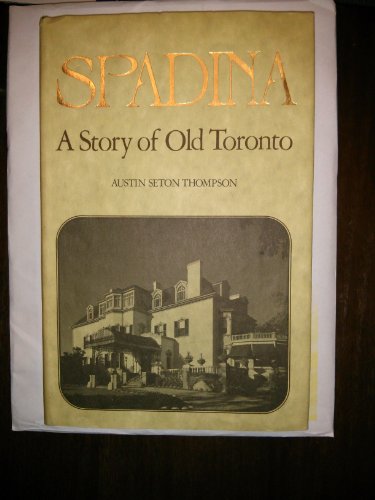 SPADINA
A Story of Old Toronto
AUSTIN SETON THOMPSON